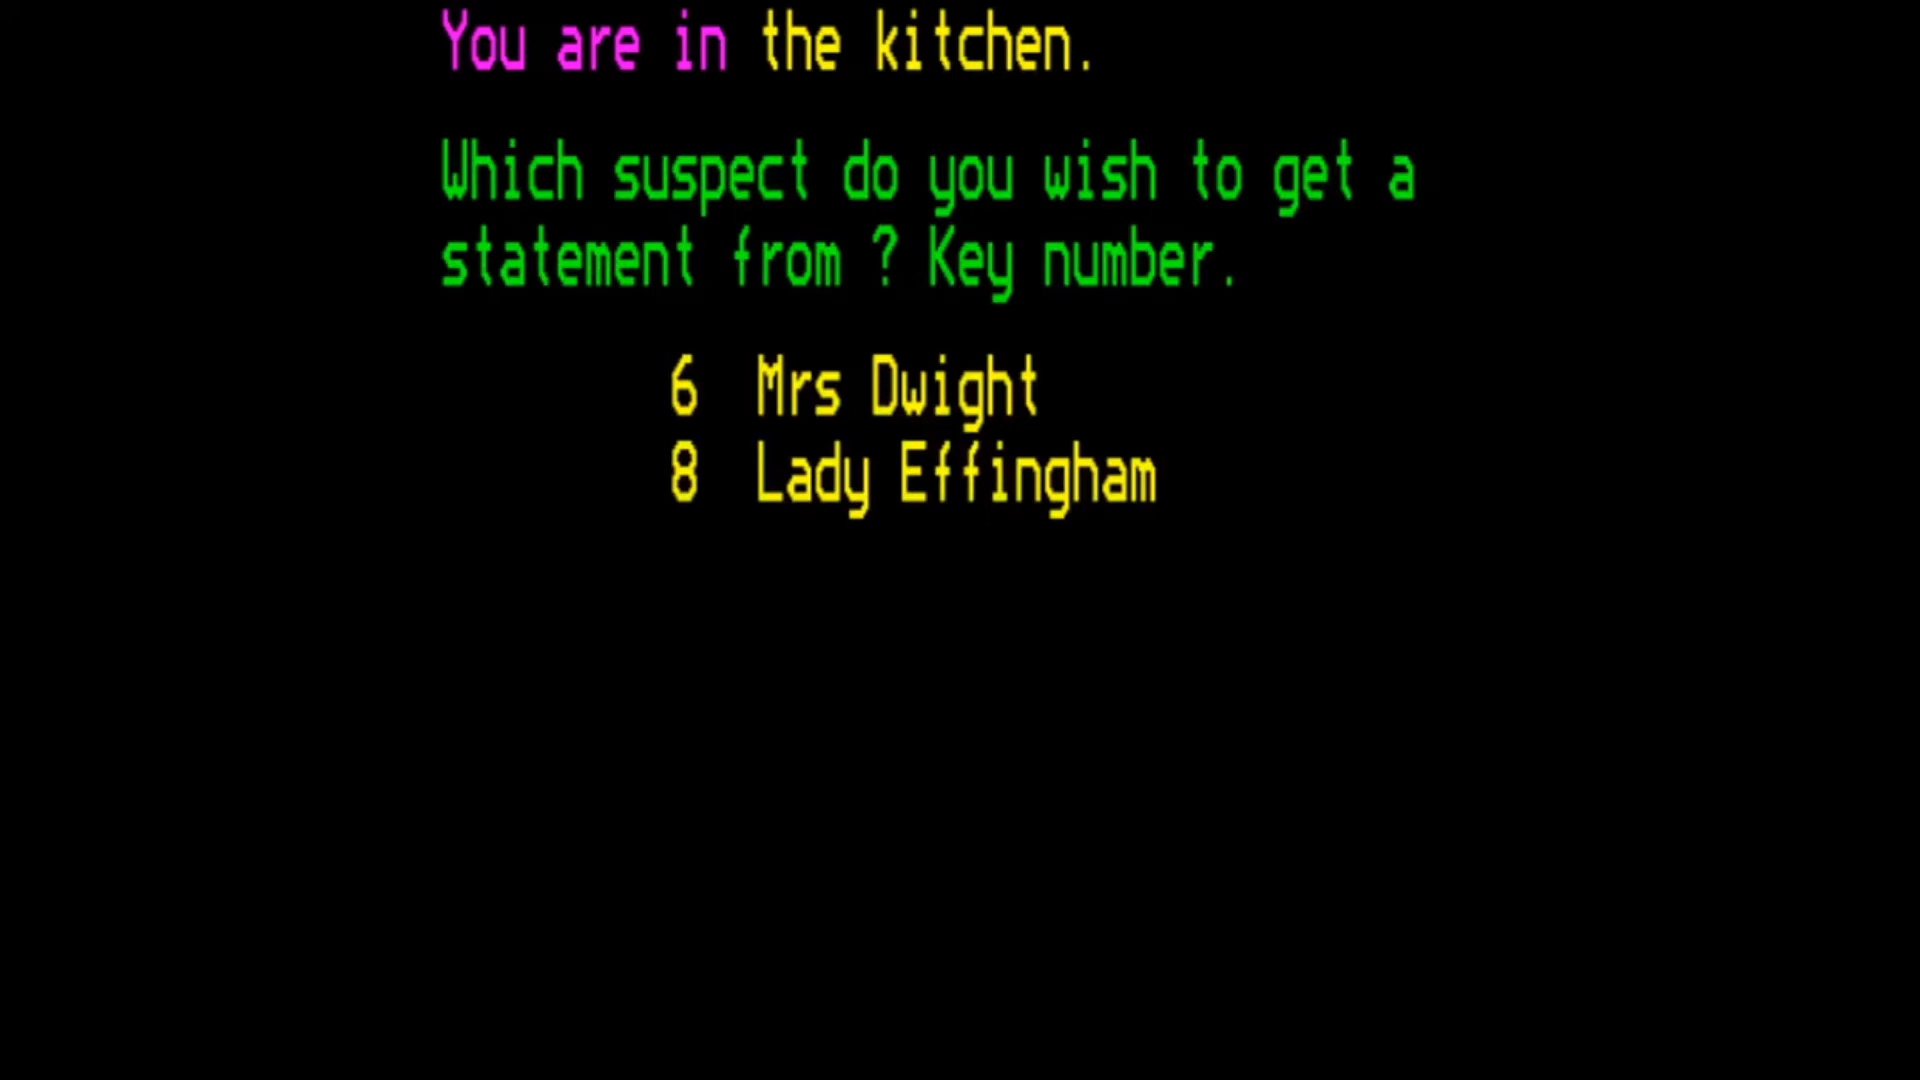 You are in the kitchen.
Which suspect do you wish to get a
statement from ? Key number.
6 Mrs Dwight
8 Lady Effingham